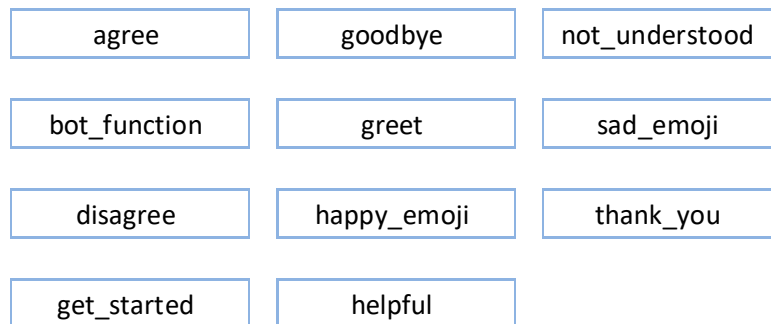 agree goodbye not_understood
bot_function greet sad_emoji
disagree happy_emoji thank_you
get_started helpful